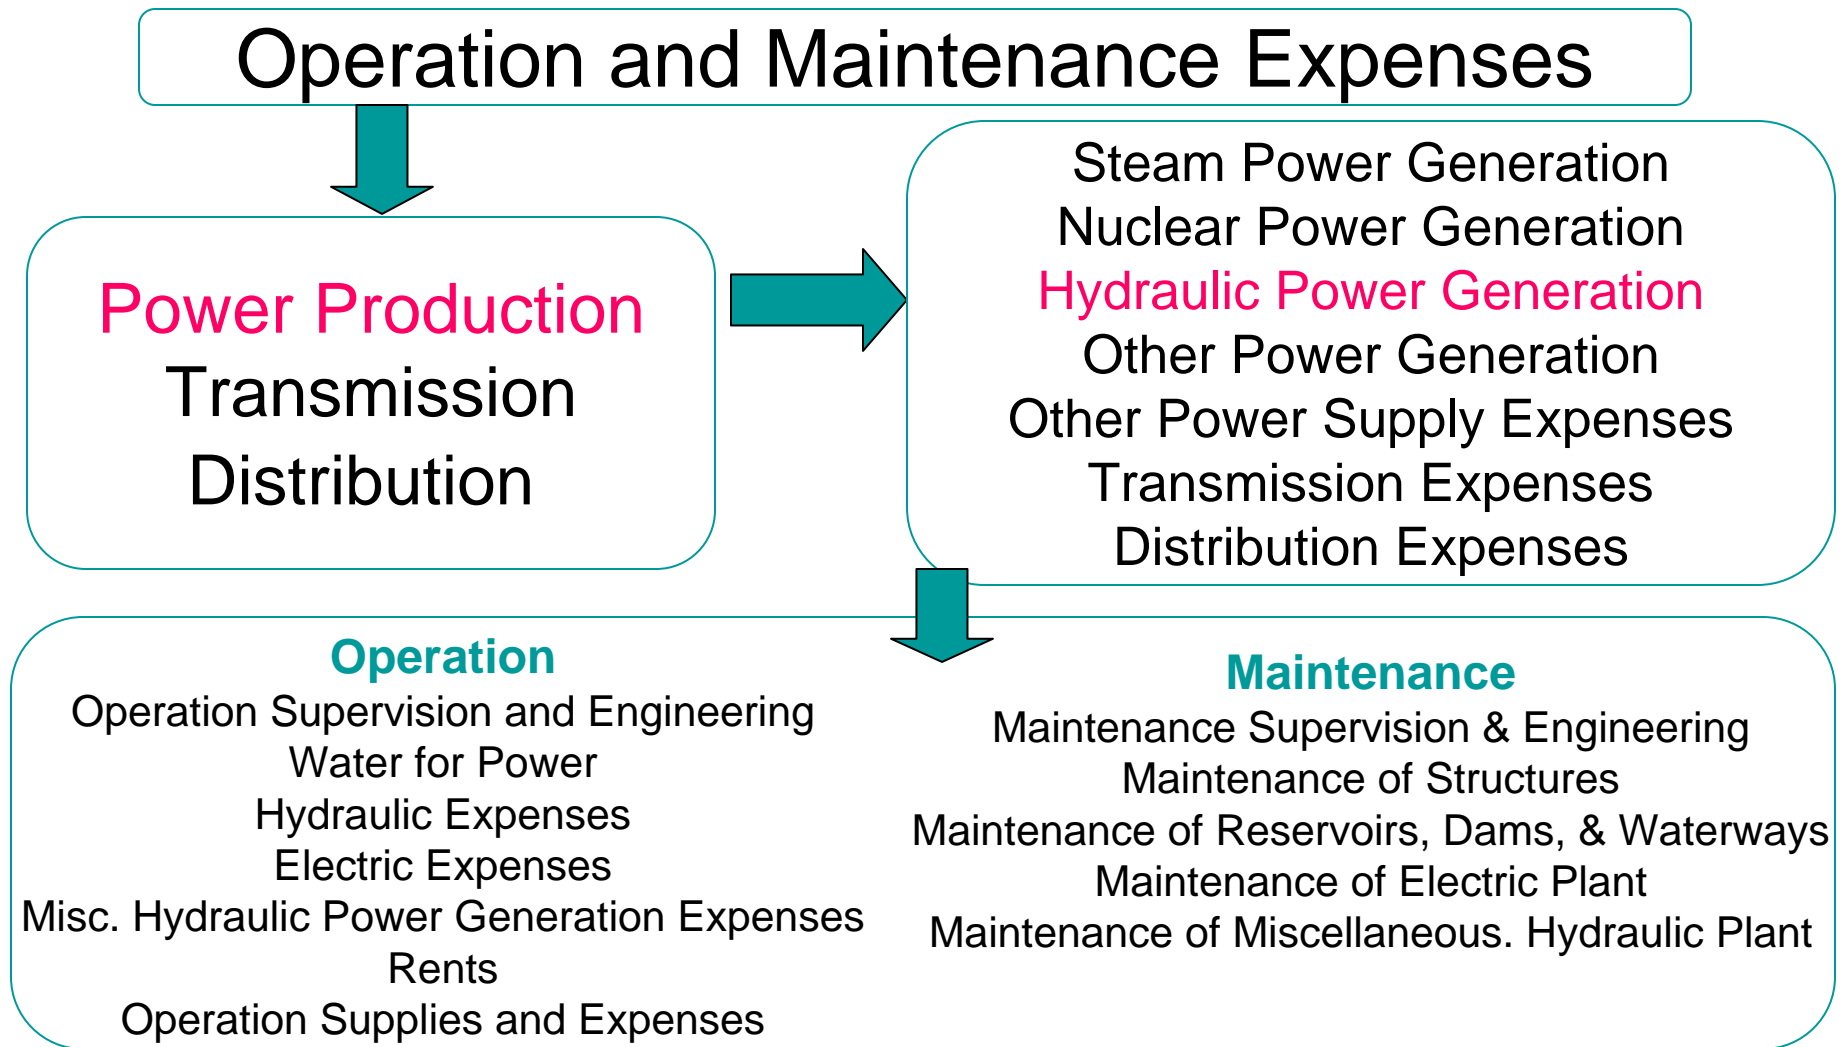 Operation and Maintenance Expenses
Power Production
Transmission
Distribution
Steam Power Generation
Nuclear Power Generation
Hydraulic Power Generation
Other Power Generation
Other Power Supply Expenses
Transmission Expenses
Distribution Expenses
Operation
Operation Supervision and Engineering
Water for Power
Hydraulic Expenses
Electric Expenses
Misc. Hydraulic Power Generation Expenses
Rents
Operation Supplies and Expenses
Maintenance
Maintenance Supervision & Engineering
Maintenance of Structures
Maintenance of Reservoirs, Dams, & Waterways
Maintenance of Electric Plant
Maintenance of Miscellaneous. Hydraulic Plant